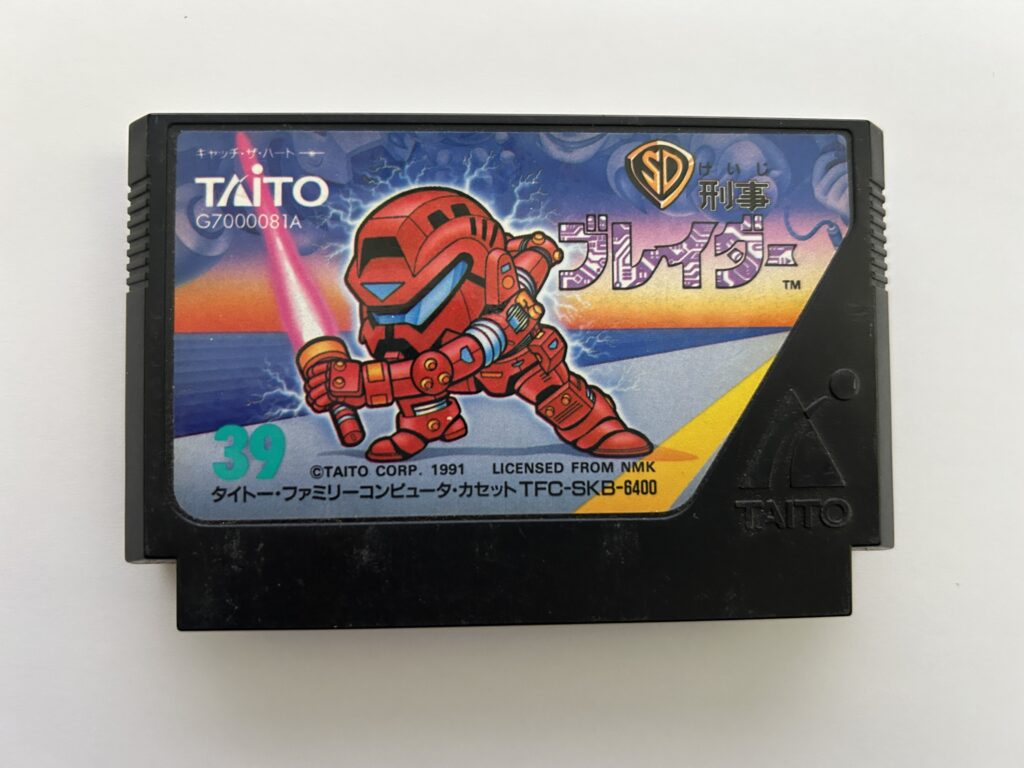 キャッチ・ザ・ハート
TAiTO
G7000081A
SD
けいじ
刑事
ブレイダー
™
39
©TAITO CORP. 1991 LICENSED FROM NMK
タイトー・ファミリーコンピュータ・カセット TFC-SKB-6400
TAITO